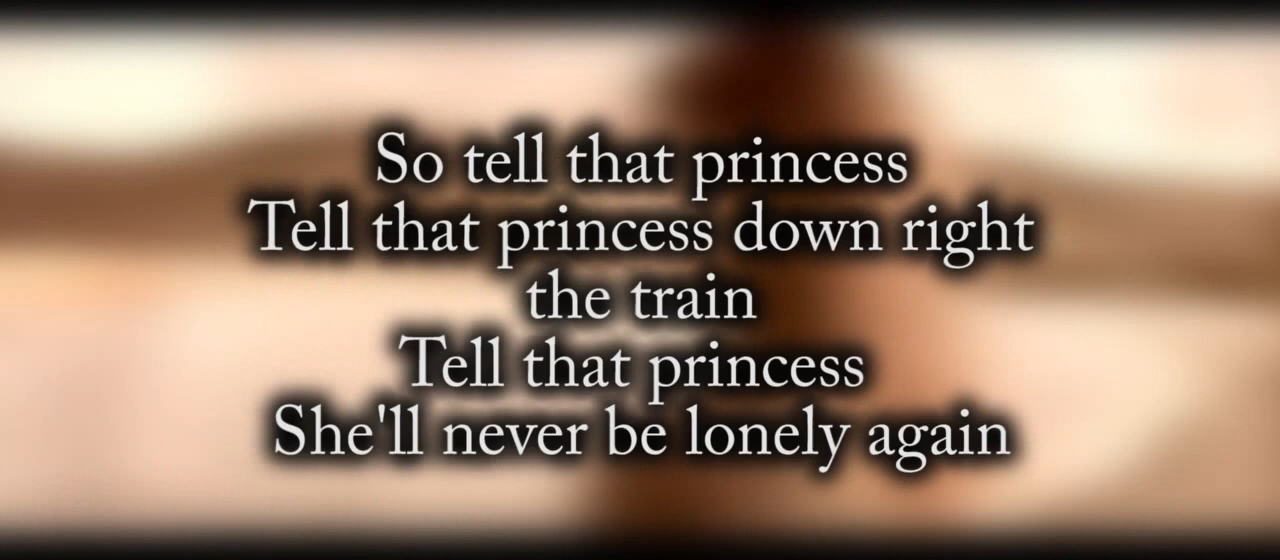 So tell that princess
Tell that princess down right
the train
Tell that princess
She'll never be lonely again